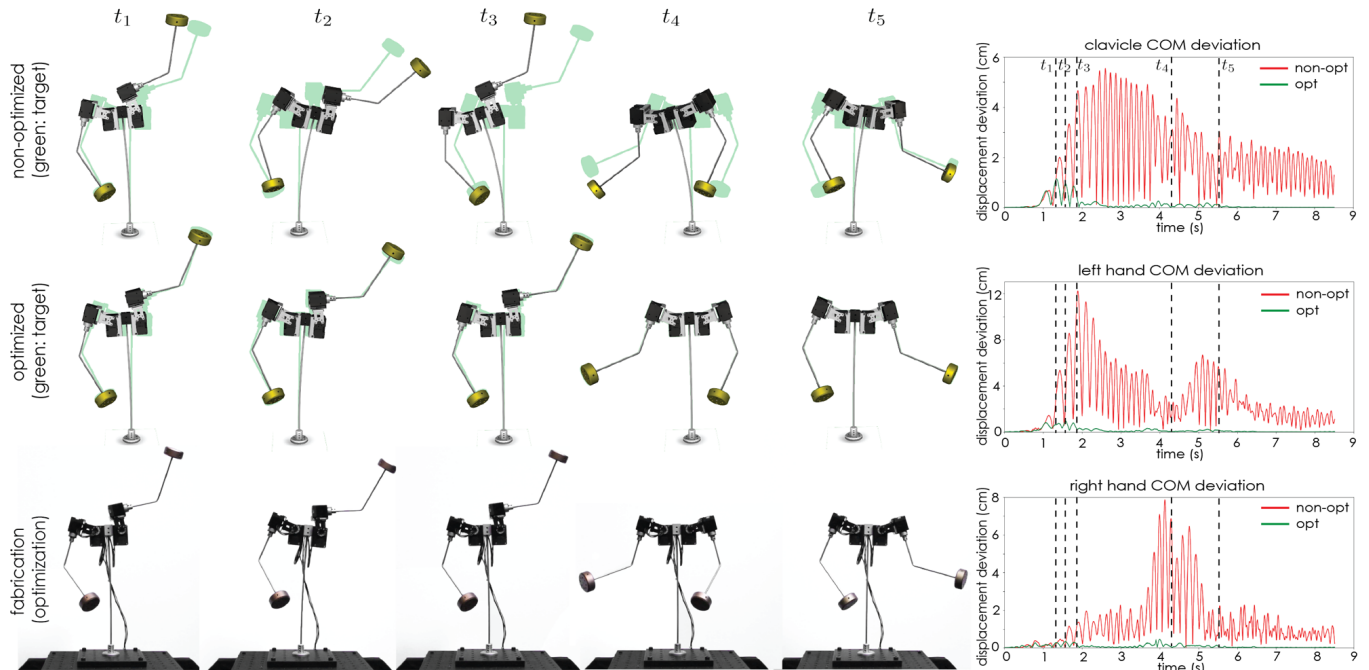 t1 t2 t3 t4 t5
non-optimized
(green: target)
optimized
(green: target)
fabrication
(optimization)
clavicle COM deviation
displacement deviation (cm)
6
4
2
0
t1 t2 t3 t4 t5
non-opt
opt
0 1 2 3 4 5 6 7 8 9
time (s)
left hand COM deviation
displacement deviation (cm)
12
8
4
0
non-opt
opt
0 1 2 3 4 5 6 7 8 9
time (s)
right hand COM deviation
displacement deviation (cm)
8
6
4
2
0
non-opt
opt
0 1 2 3 4 5 6 7 8 9
time (s)